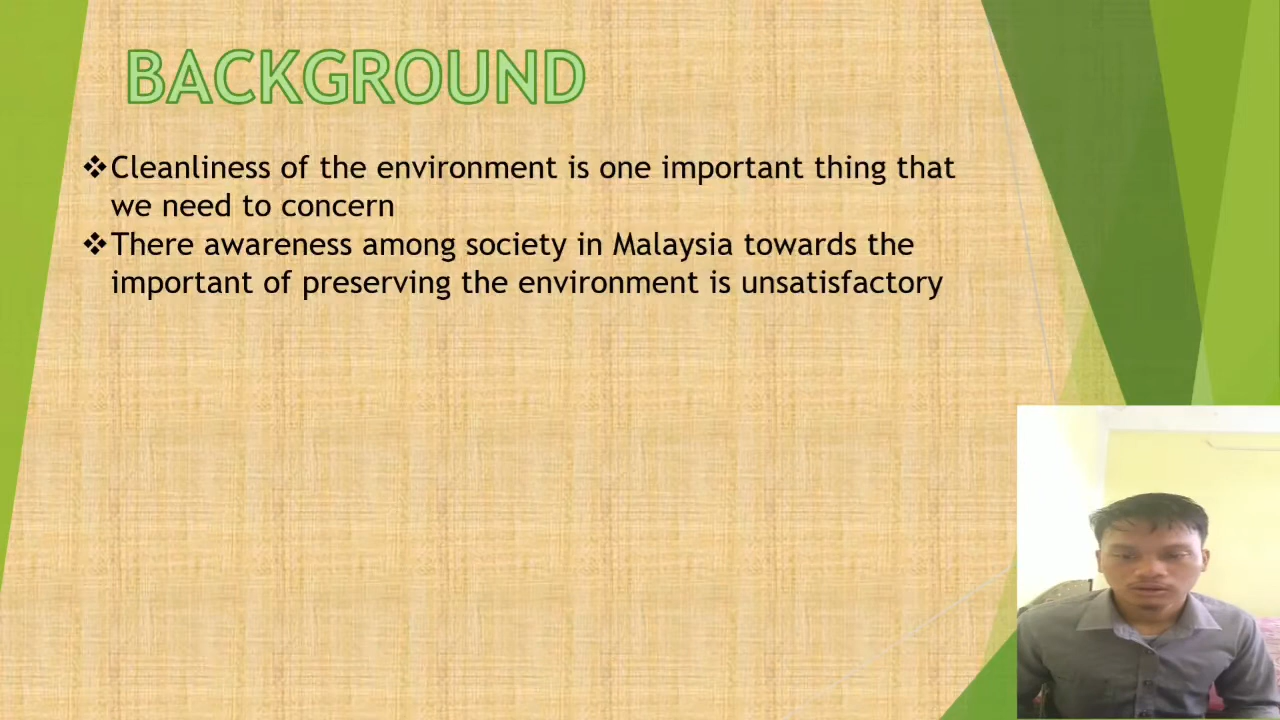 BACKGROUND
❖Cleanliness of the environment is one important thing that
we need to concern
❖There awareness among society in Malaysia towards the
important of preserving the environment is unsatisfactory